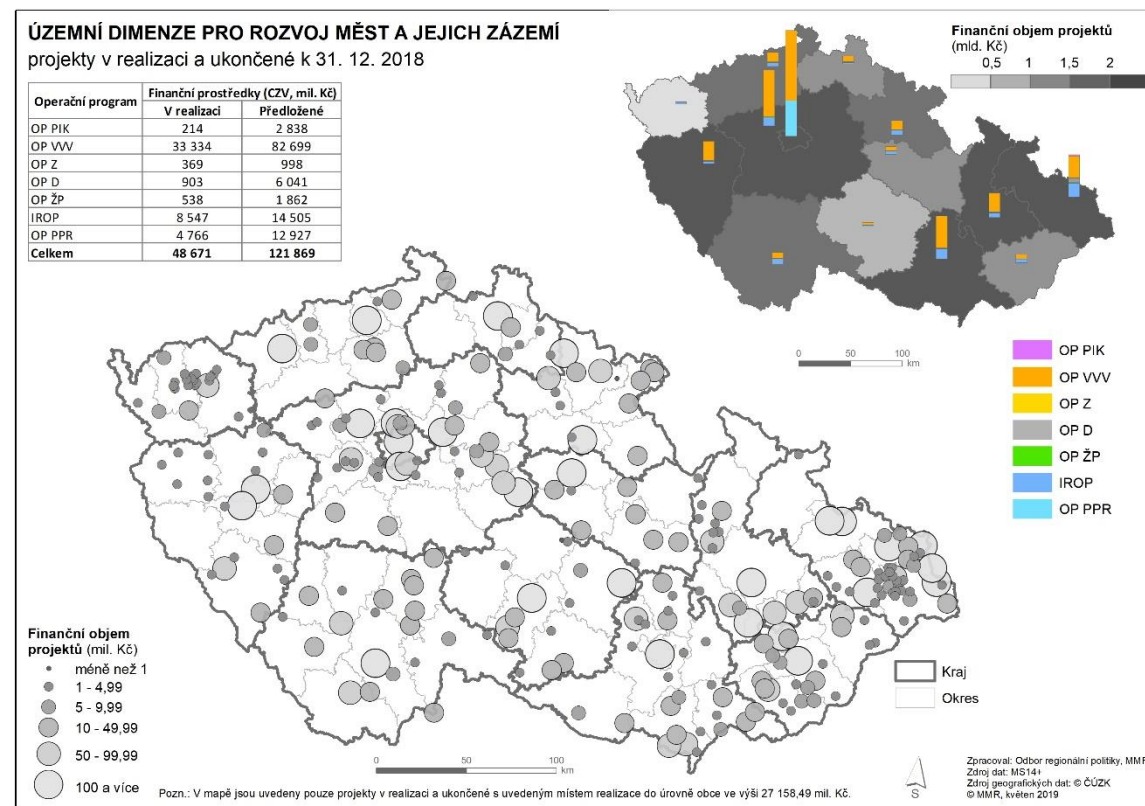 ÚZEMNÍ DIMENZE PRO ROZVOJ MĚST A JEJICH ZÁZEMÍ
projekty v realizaci a ukončené k 31. 12. 2018
Operační program Finanční prostředky (CZV, mil. Kč)
V realizaci Předložené
OP PIK 214 2 838
OP VVV 33 334 82 699
OP Z 369 998
OP D 903 6 041
OP ŽP 538 1 862
IROP 8 547 14 505
OP PPR 4 766 12 927
Celkem 48 671 121 869
Finanční objem projektů
(mld. Kč)
0,5 1 1,5 2
0 50 100
km
OP PIK
OP VVV
OP Z
OP D
OP ŽP
IROP
OP PPR
Finanční objem
projektů (mil. Kč)
méně než 1
1 - 4,99
5 - 9,99
10 - 49,99
50 - 99,99
100 a více
Kraj
Okres
0 50 100
km
Pozn.: V mapě jsou uvedeny pouze projekty v realizaci a ukončené s uvedeným místem realizace do úrovně obce ve výši 27 158,49 mil. Kč.
S
Zpracoval: Odbor regionální politiky, MMR
Zdroj dat: MS14+
Zdroj geografických dat: © ČÚZK
© MMR, květen 2019